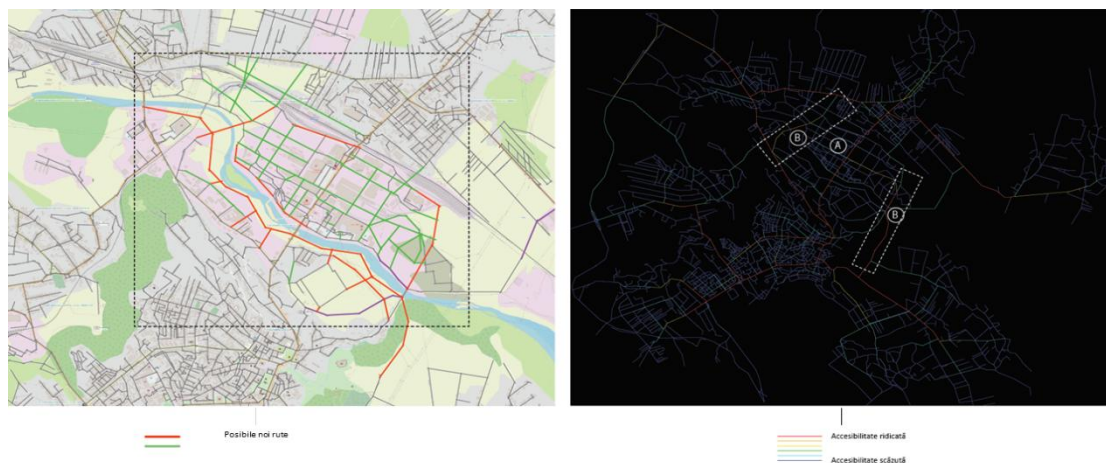 B
A
B
Posibile noi rute
Accesibilitate ridicată
Accesibilitate scăzută